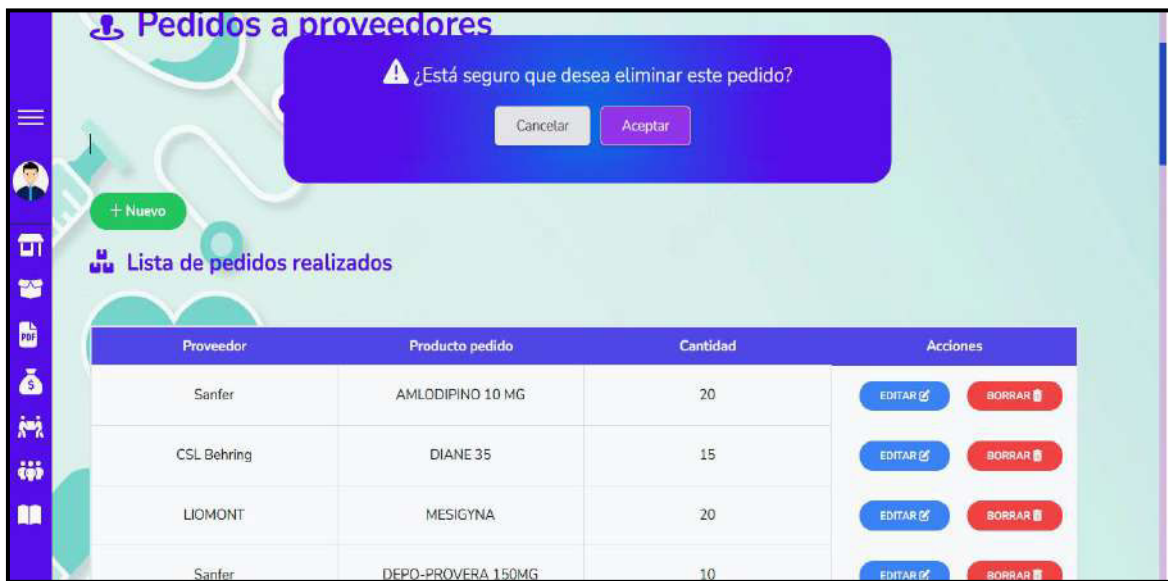 Pedidos a proveedores
¿Está seguro que desea eliminar este pedido?
Cancelar Aceptar
+ Nuevo
Lista de pedidos realizados
PDF
Proveedor Producto pedido Cantidad Acciones
Sanfer AMLODIPINO 10 MG 20 EDITAR BORRAR
CSL Behring DIANE 35 15 EDITAR BORRAR
LIOMONT MESIGYNA 20 EDITAR BORRAR
Sanfer DEPO-PROVERA 150MG 10 EDITAR BORRAR